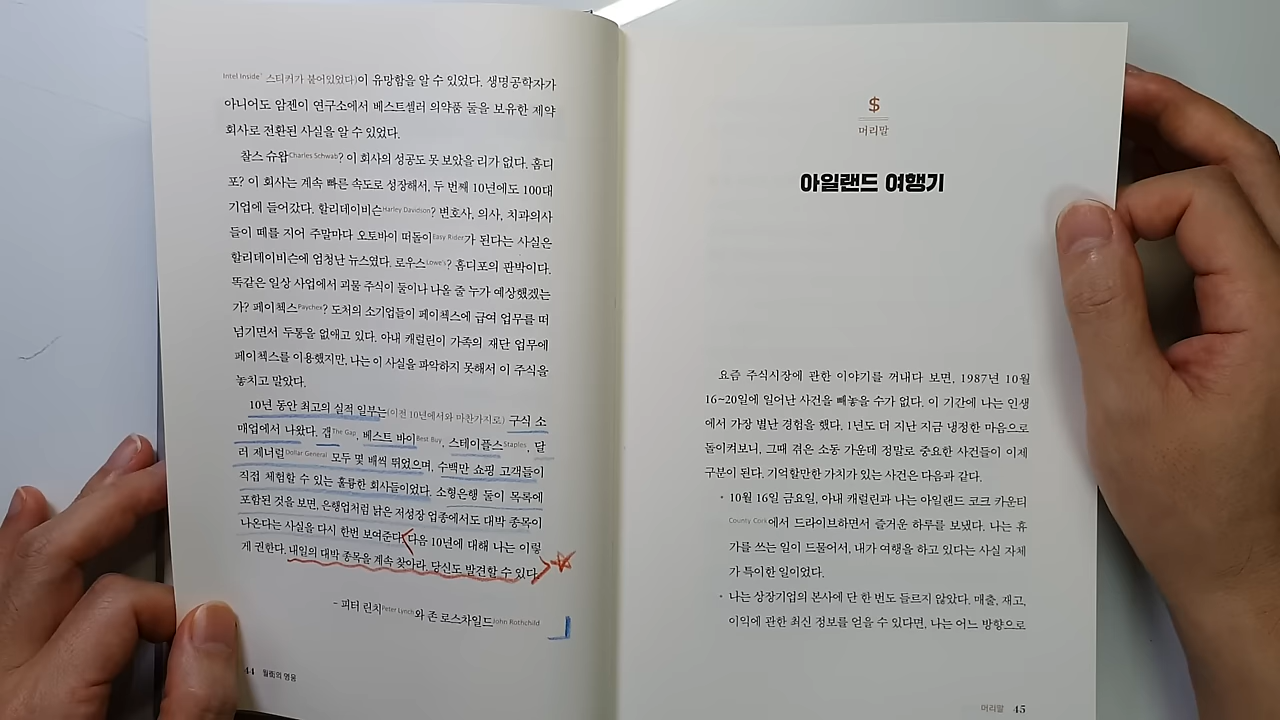 Intel Inside' 스티커가 붙어있었다)이 유망함을 알 수 있었다. 생명공학자가
아니어도 암젠이 연구소에서 베스트셀러 의약품 둘을 보유한 제약
회사로 전환된 사실을 알 수 있었다.
찰스 슈왑Charles Schwab? 이 회사의 성공도 못 보았을 리가 없다. 홈디
포? 이 회사는 계속 빠른 속도로 성장해서, 두 번째 10년에도 100대
기업에 들어갔다. 할리데이비슨Harley Davidson? 변호사, 의사, 치과의사
들이 떼를 지어 주말마다 오토바이 떠돌이Easy Rider가 된다는 사실은
할리데이비슨에 엄청난 뉴스였다. 로우스Lowe's? 홈디포의 판박이다.
똑같은 일상 사업에서 괴물 주식이 둘이나 나올 줄 누가 예상했겠는
가? 페이첵스Paychex? 도처의 소기업들이 페이첵스에 급여 업무를 떠
넘기면서 두통을 없애고 있다. 아내 캐럴린이 가족의 재단 업무에
페이첵스를 이용했지만, 나는 이 사실을 파악하지 못해서 이 주식을
놓치고 말았다.
10년 동안 최고의 실적 일부는(이전 10년에서와 마찬가지로) 구식 소
매업에서 나왔다. 갭The Gap, 베스트 바이Best Buy, 스테이플스Staples, 달
러 제너럴Dollar General 모두 몇 배씩 뛰었으며, 수백만 쇼핑 고객들이
직접 체험할 수 있는 훌륭한 회사들이었다. 소형은행 둘이 목록에
포함된 것을 보면, 은행업처럼 낡은 저성장 업종에서도 대박 종목이
나온다는 사실을 다시 한번 보여준다. 다음 10년에 대해 나는 이렇
게 권한다. 내일의 대박 종목을 계속 찾아라. 당신도 발견할 수 있다.
- 피터 린치Peter Lynch와 존 로스차일드John Rothchild
44 월街의 영웅
$
머리말
아일랜드 여행기
요즘 주식시장에 관한 이야기를 꺼내다 보면, 1987년 10월
16~20일에 일어난 사건을 빼놓을 수가 없다. 이 기간에 나는 인생
에서 가장 별난 경험을 했다. 1년도 더 지난 지금 냉정한 마음으로
돌이켜보니, 그때 겪은 소동 가운데 정말로 중요한 사건들이 이제
구분이 된다. 기억할만한 가치가 있는 사건은 다음과 같다.
• 10월 16일 금요일, 아내 캐럴린과 나는 아일랜드 코크 카운티
County Cork에서 드라이브하면서 즐거운 하루를 보냈다. 나는 휴
가를 쓰는 일이 드물어서, 내가 여행을 하고 있다는 사실 자체
가 특이한 일이었다.
• 나는 상장기업의 본사에 단 한 번도 들르지 않았다. 매출, 재고,
이익에 관한 최신 정보를 얻을 수 있다면, 나는 어느 방향으로
머리말 45